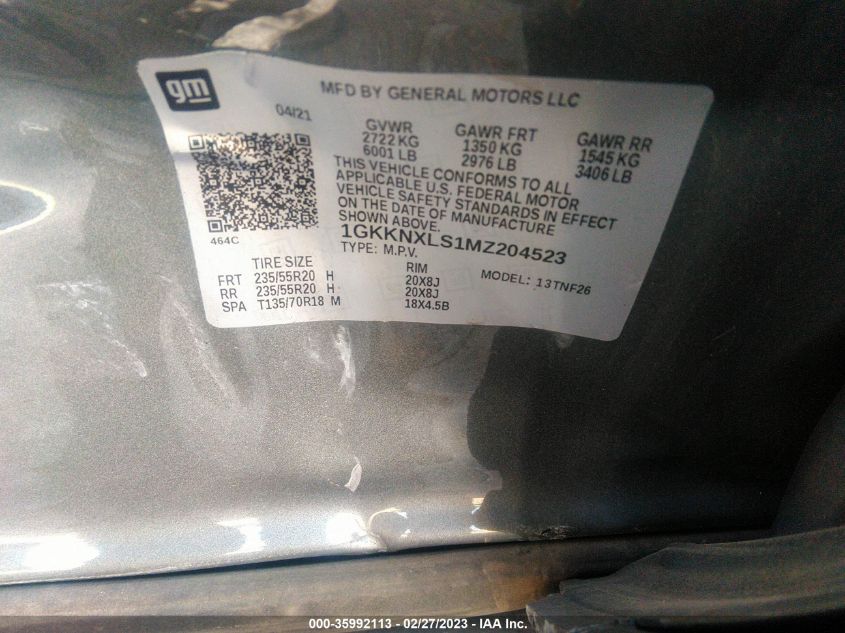 gm
MFD BY GENERAL MOTORS LLC
04/21
GVWR GAWR FRT GAWR RR
2722 KG 1350 KG 1545 KG
6001 LB 2976 LB 3406 LB
THIS VEHICLE CONFORMS TO ALL
APPLICABLE U.S. FEDERAL MOTOR
VEHICLE SAFETY STANDARDS IN EFFECT
ON THE DATE OF MANUFACTURE
SHOWN ABOVE.
464C
1GKKNXLS1MZ204523
TYPE: M.P.V. MODEL: 13TNF26
TIRE SIZE RIM
FRT 235/55R20 H 20X8J
RR 235/55R20 H 20X8J
SPA T135/70R18 M 18X4.5B
000-35992113 - 02/27/2023 - IAA Inc.